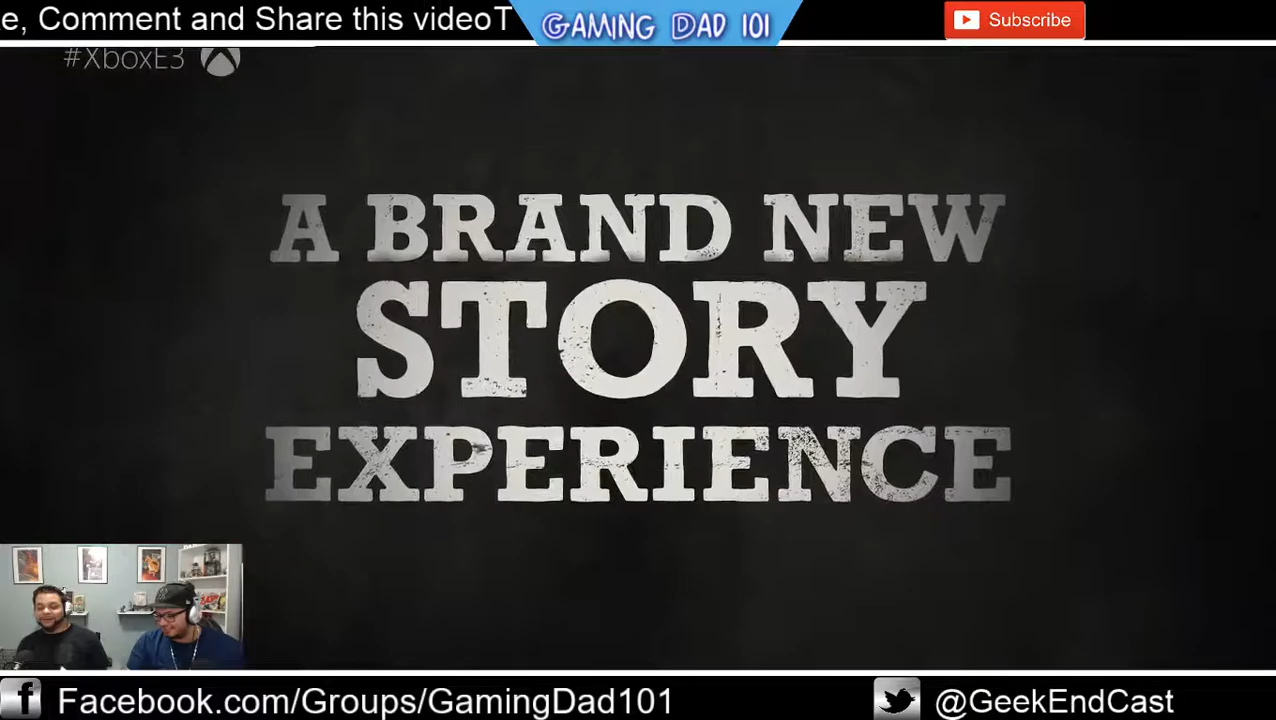 e, Comment and Share this videoT
GAMING DAD 101
Subscribe
#XboxE3
A BRAND NEW
STORY
EXPERIENCE
Facebook.com/Groups/GamingDad101
@GeekEndCast